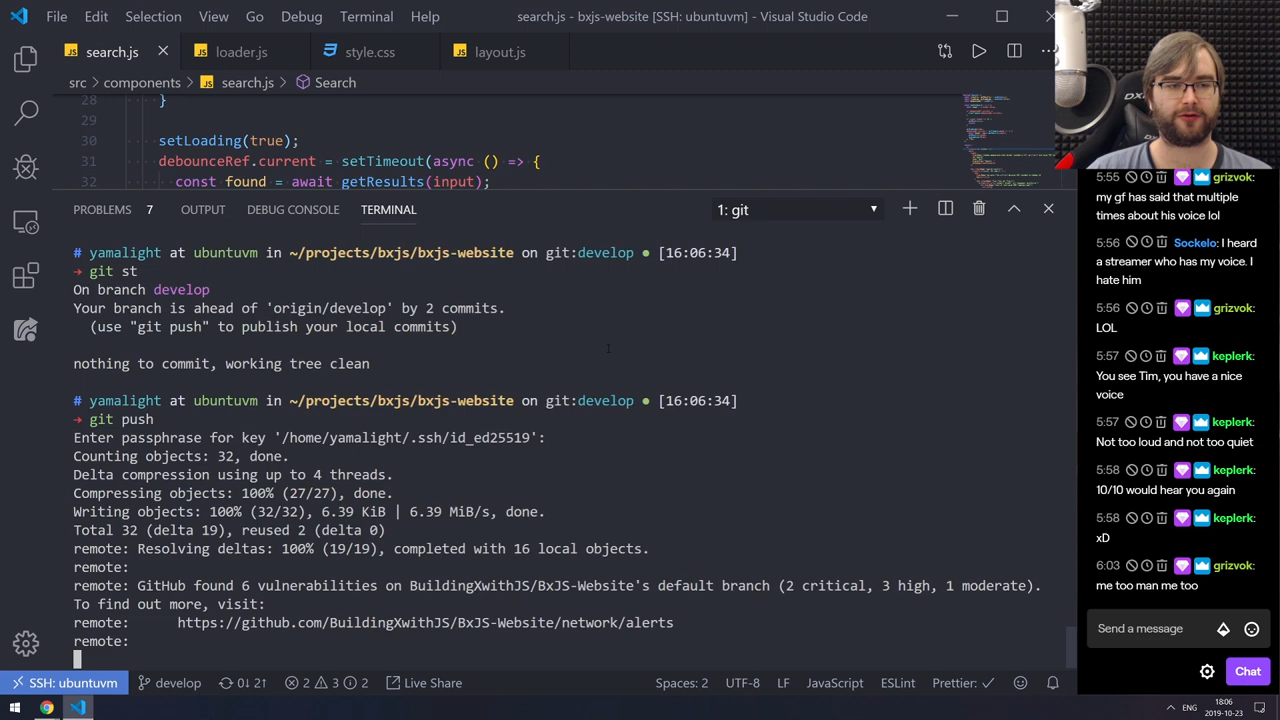 File Edit Selection View Go Debug Terminal Help
search.js - bxjs-website [SSH: ubuntuvm] - Visual Studio Code
JS search.js
JS loader.js
style.css
JS layout.js
src > components > JS search.js > Search
28 }
29
30 setLoading(true);
31 debounceRef.current = setTimeout(async () => {
32 const found = await getResults(input);
PROBLEMS 7 OUTPUT DEBUG CONSOLE TERMINAL
1: git
# yamalight at ubuntuvm in ~/projects/bxjs/bxjs-website on git:develop ● [16:06:34]
→ git st
On branch develop
Your branch is ahead of 'origin/develop' by 2 commits.
(use "git push" to publish your local commits)
nothing to commit, working tree clean
# yamalight at ubuntuvm in ~/projects/bxjs/bxjs-website on git:develop ● [16:06:34]
→ git push
Enter passphrase for key '/home/yamalight/.ssh/id_ed25519':
Counting objects: 32, done.
Delta compression using up to 4 threads.
Compressing objects: 100% (27/27), done.
Writing objects: 100% (32/32), 6.39 KiB | 6.39 MiB/s, done.
Total 32 (delta 19), reused 2 (delta 0)
remote: Resolving deltas: 100% (19/19), completed with 16 local objects.
remote:
remote: GitHub found 6 vulnerabilities on BuildingXwithJS/BxJS-Website's default branch (2 critical, 3 high, 1 moderate).
To find out more, visit:
remote: https://github.com/BuildingXwithJS/BxJS-Website/network/alerts
remote:
SSH: ubuntuvm develop 0↓ 2↑ 2 3 2 Live Share Spaces: 2 UTF-8 LF JavaScript ESLint Prettier: ✓
5:55 grizvok:
my gf has said that multiple
times about his voice lol
5:56 Sockelo: I heard
a streamer who has my voice. I
hate him
5:56 grizvok:
LOL
5:57 keplerk:
You see Tim, you have a nice
voice
5:57 keplerk:
Not too loud and not too quiet
5:58 keplerk:
10/10 would hear you again
5:58 keplerk:
xD
6:03 grizvok:
me too man me too
Send a message
Chat
ENG
18:06
2019-10-23